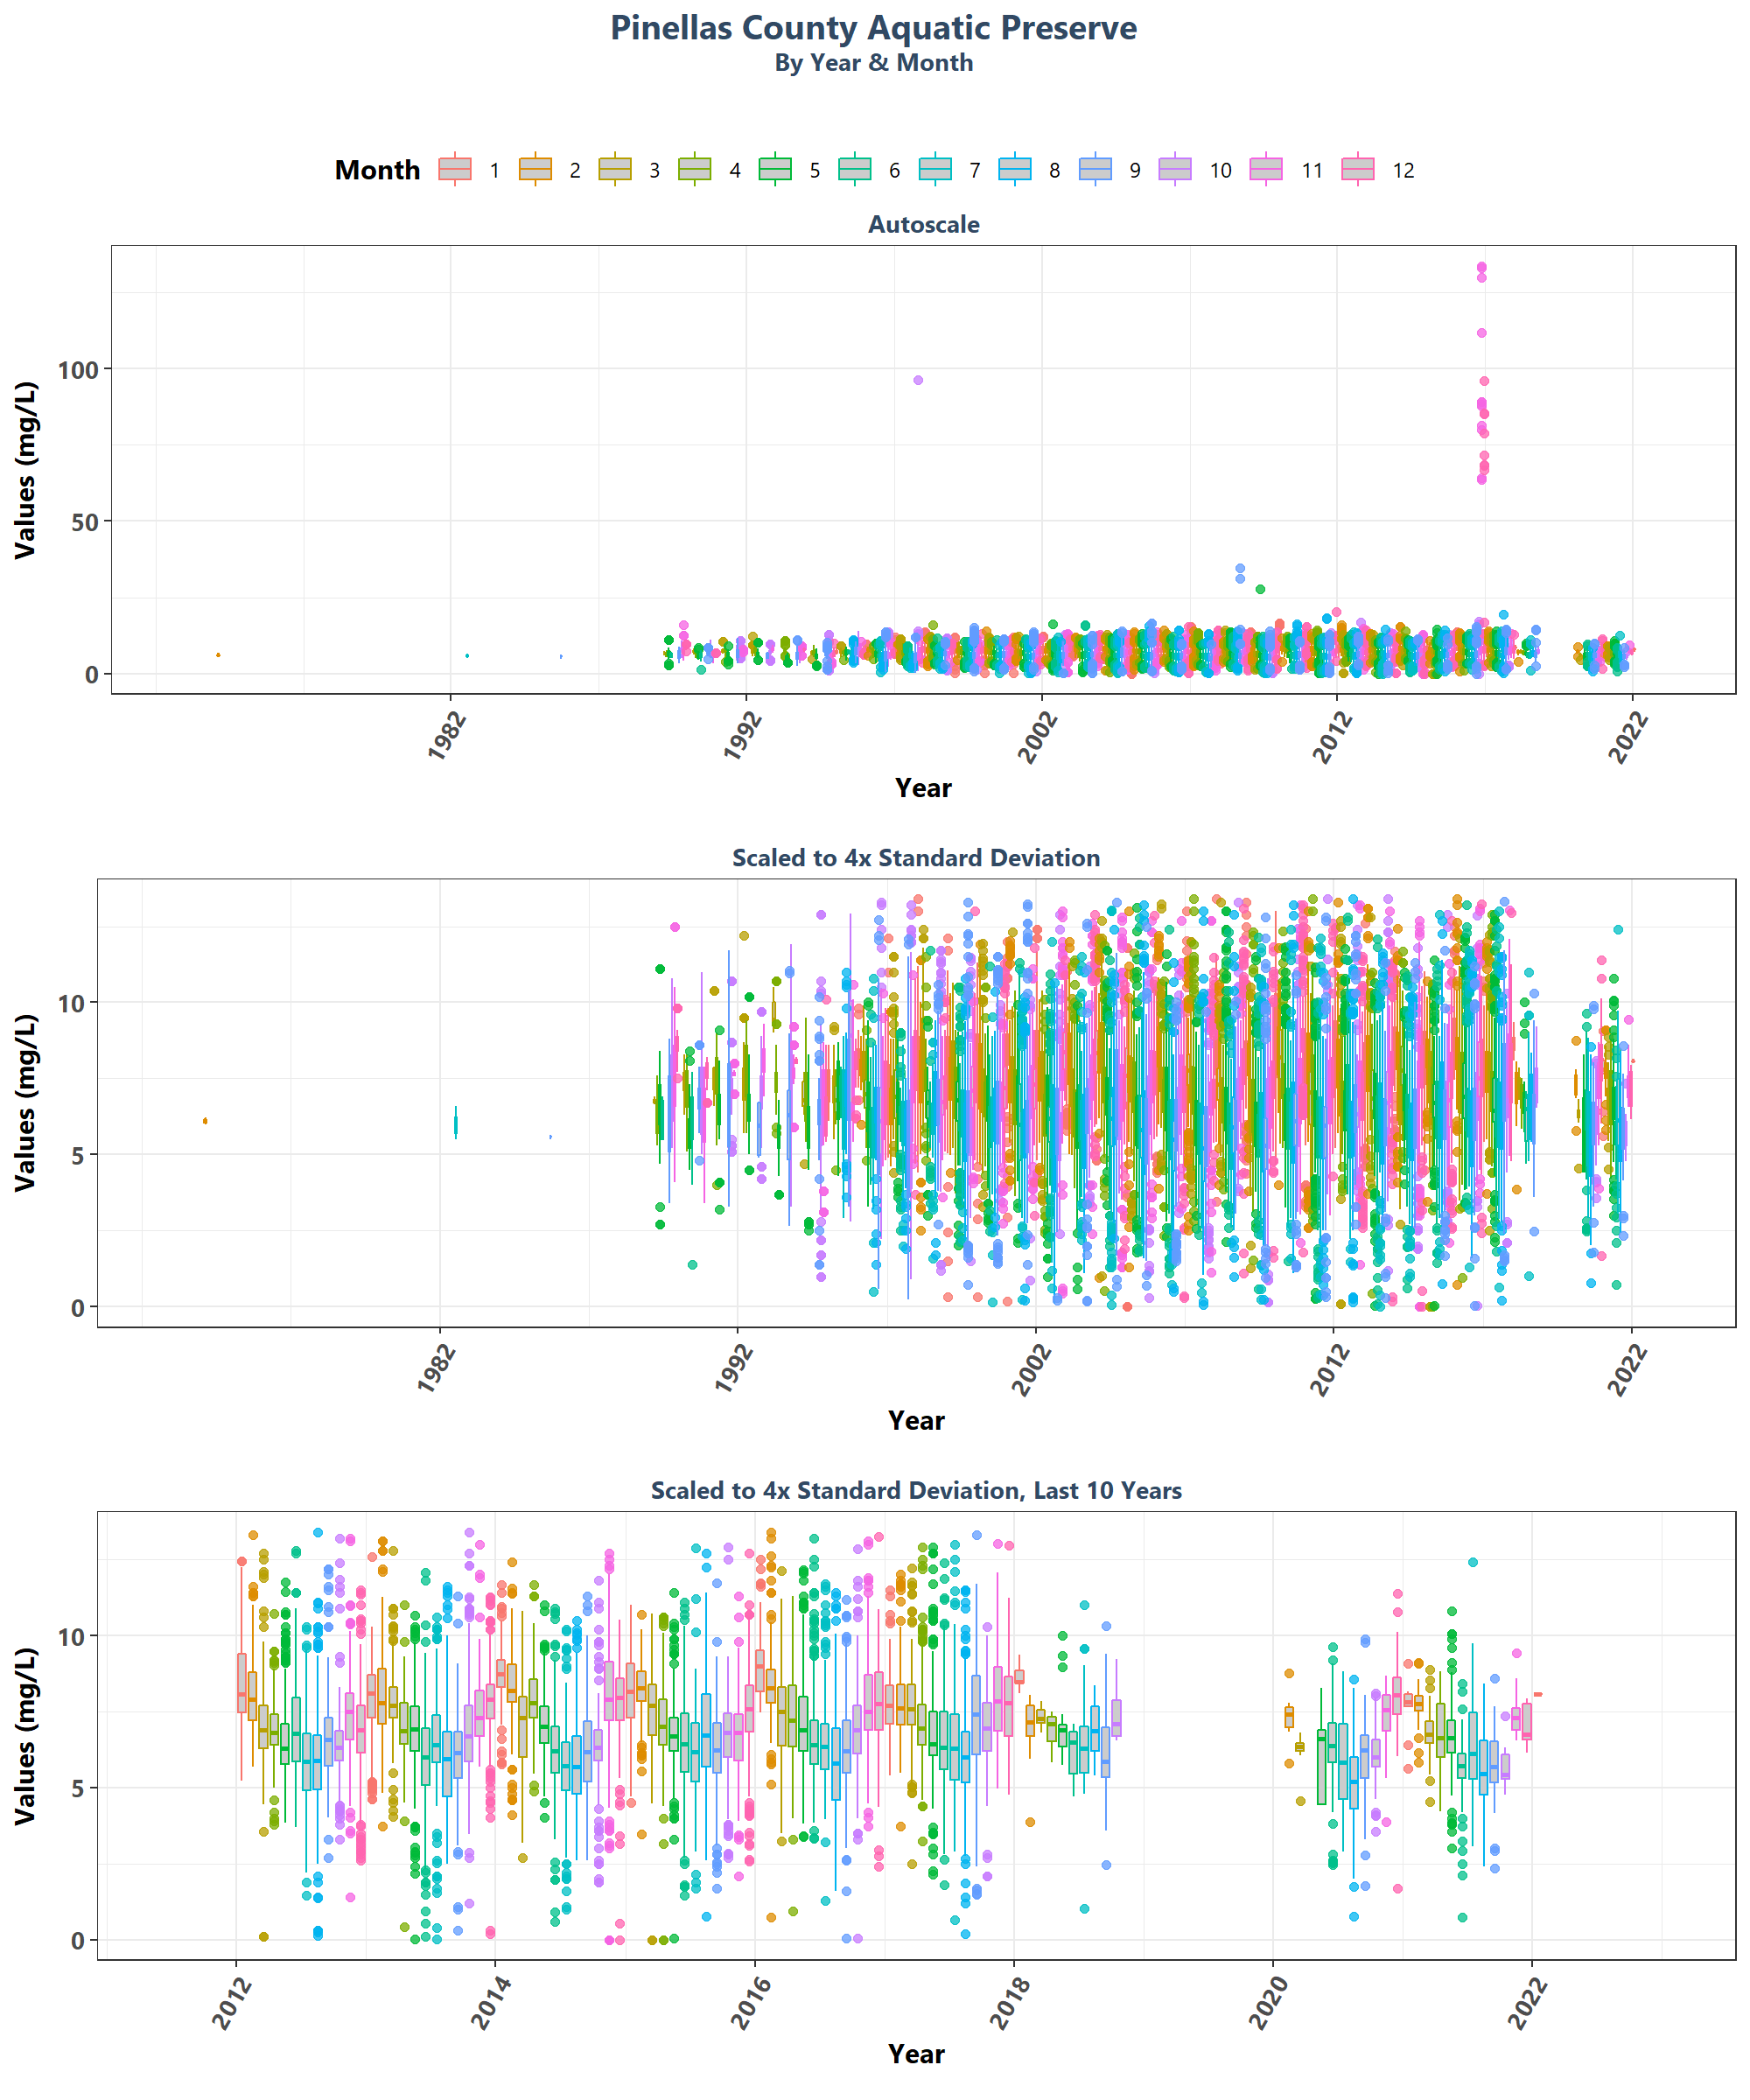 Pinellas County Aquatic Preserve
By Year & Month
Month 1 2 3 4 5 6 7 8 9 10 11 12
Autoscale
Values (mg/L)
100
50
0
1982 1992 2002 2012 2022
Year
Scaled to 4x Standard Deviation
Values (mg/L)
10
5
0
1982 1992 2002 2012 2022
Year
Scaled to 4x Standard Deviation, Last 10 Years
Values (mg/L)
10
5
0
2012 2014 2016 2018 2020 2022
Year